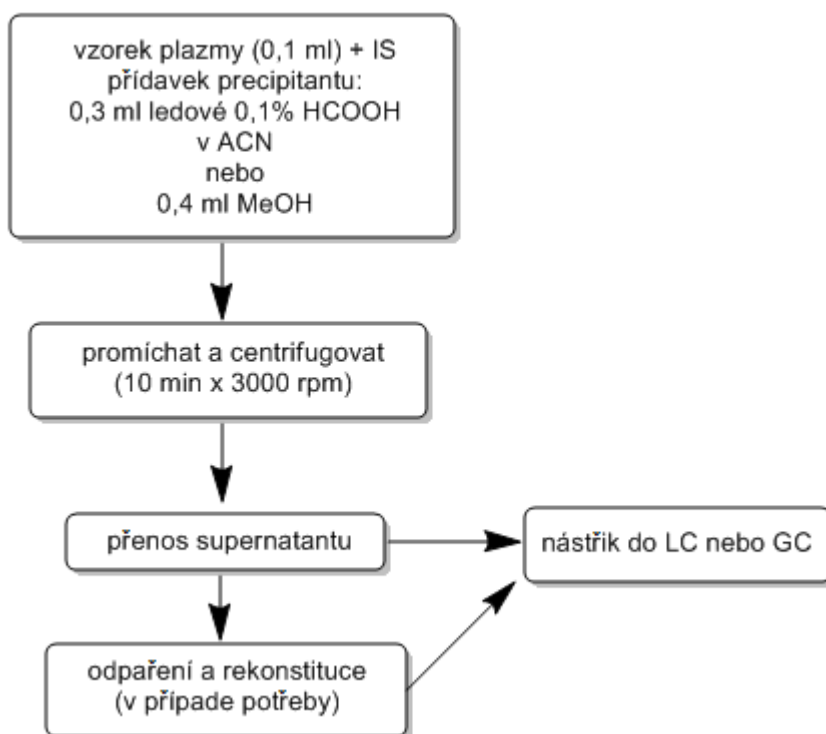 vzorek plazmy (0,1 ml) + IS
přídavek precipitantu:
0,3 ml ledové 0,1% HCOOH
v ACN
nebo
0,4 ml MeOH
promíchat a centrifugovat
(10 min x 3000 rpm)
přenos supernatantu
nástřik do LC nebo GC
odpaření a rekonstituce
(v případe potřeby)